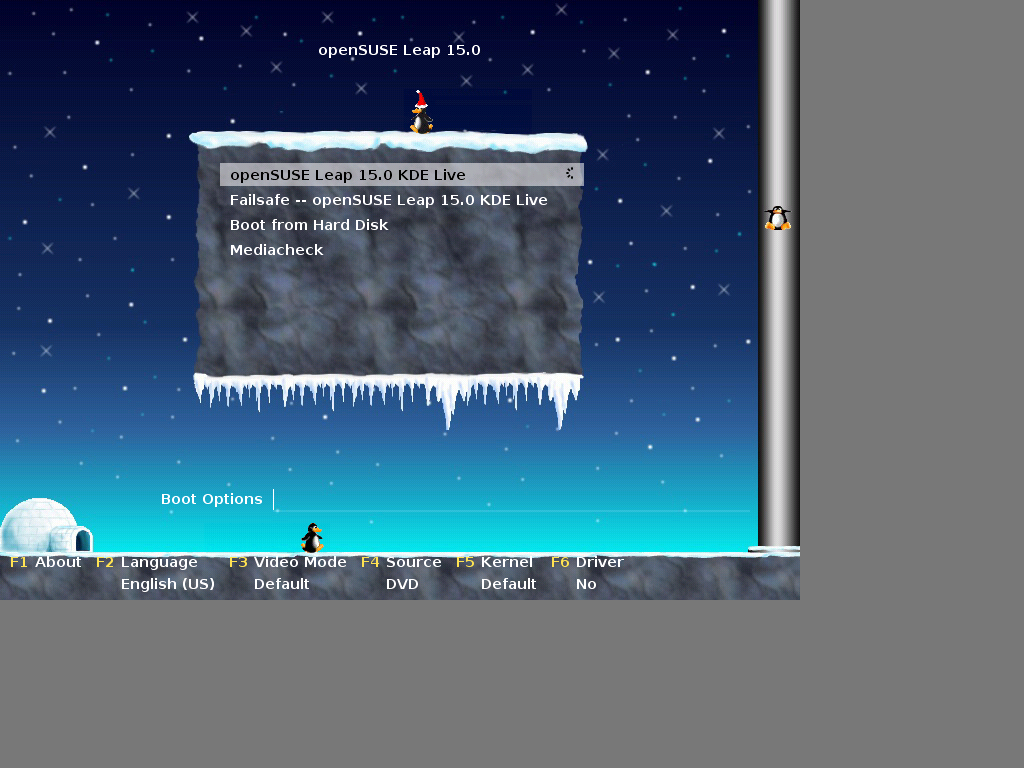 openSUSE Leap 15.0
openSUSE Leap 15.0 KDE Live
Failsafe -- openSUSE Leap 15.0 KDE Live
Boot from Hard Disk
Mediacheck
Boot Options
F1 About F2 Language F3 Video Mode F4 Source F5 Kernel F6 Driver
English (US) Default DVD Default No